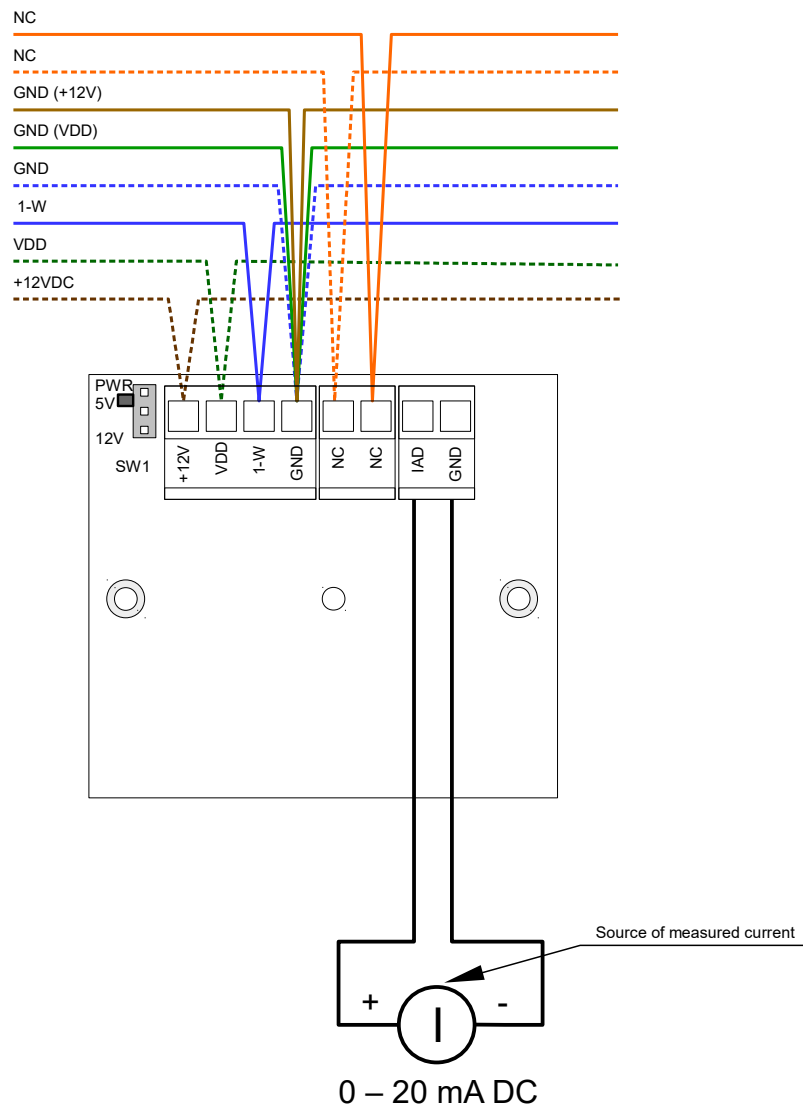 NC
NC
GND (+12V)
GND (VDD)
GND
1-W
VDD
+12VDC
PWR
5V
12V
SW1
+12V
VDD
1-W
GND
NC
NC
IAD
GND
Source of measured current
+
-
I
0 – 20 mA DC